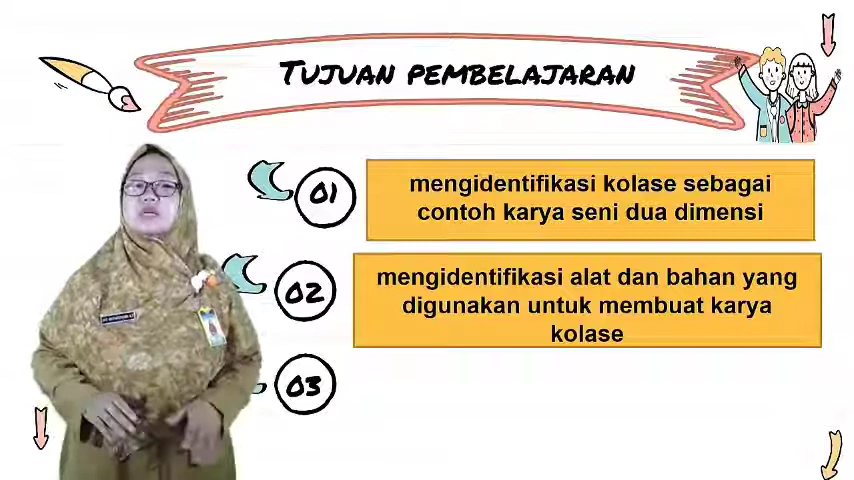 TUJUAN PEMBELAJARAN
01
mengidentifikasi kolase sebagai
contoh karya seni dua dimensi
02
mengidentifikasi alat dan bahan yang
digunakan untuk membuat karya
kolase
03